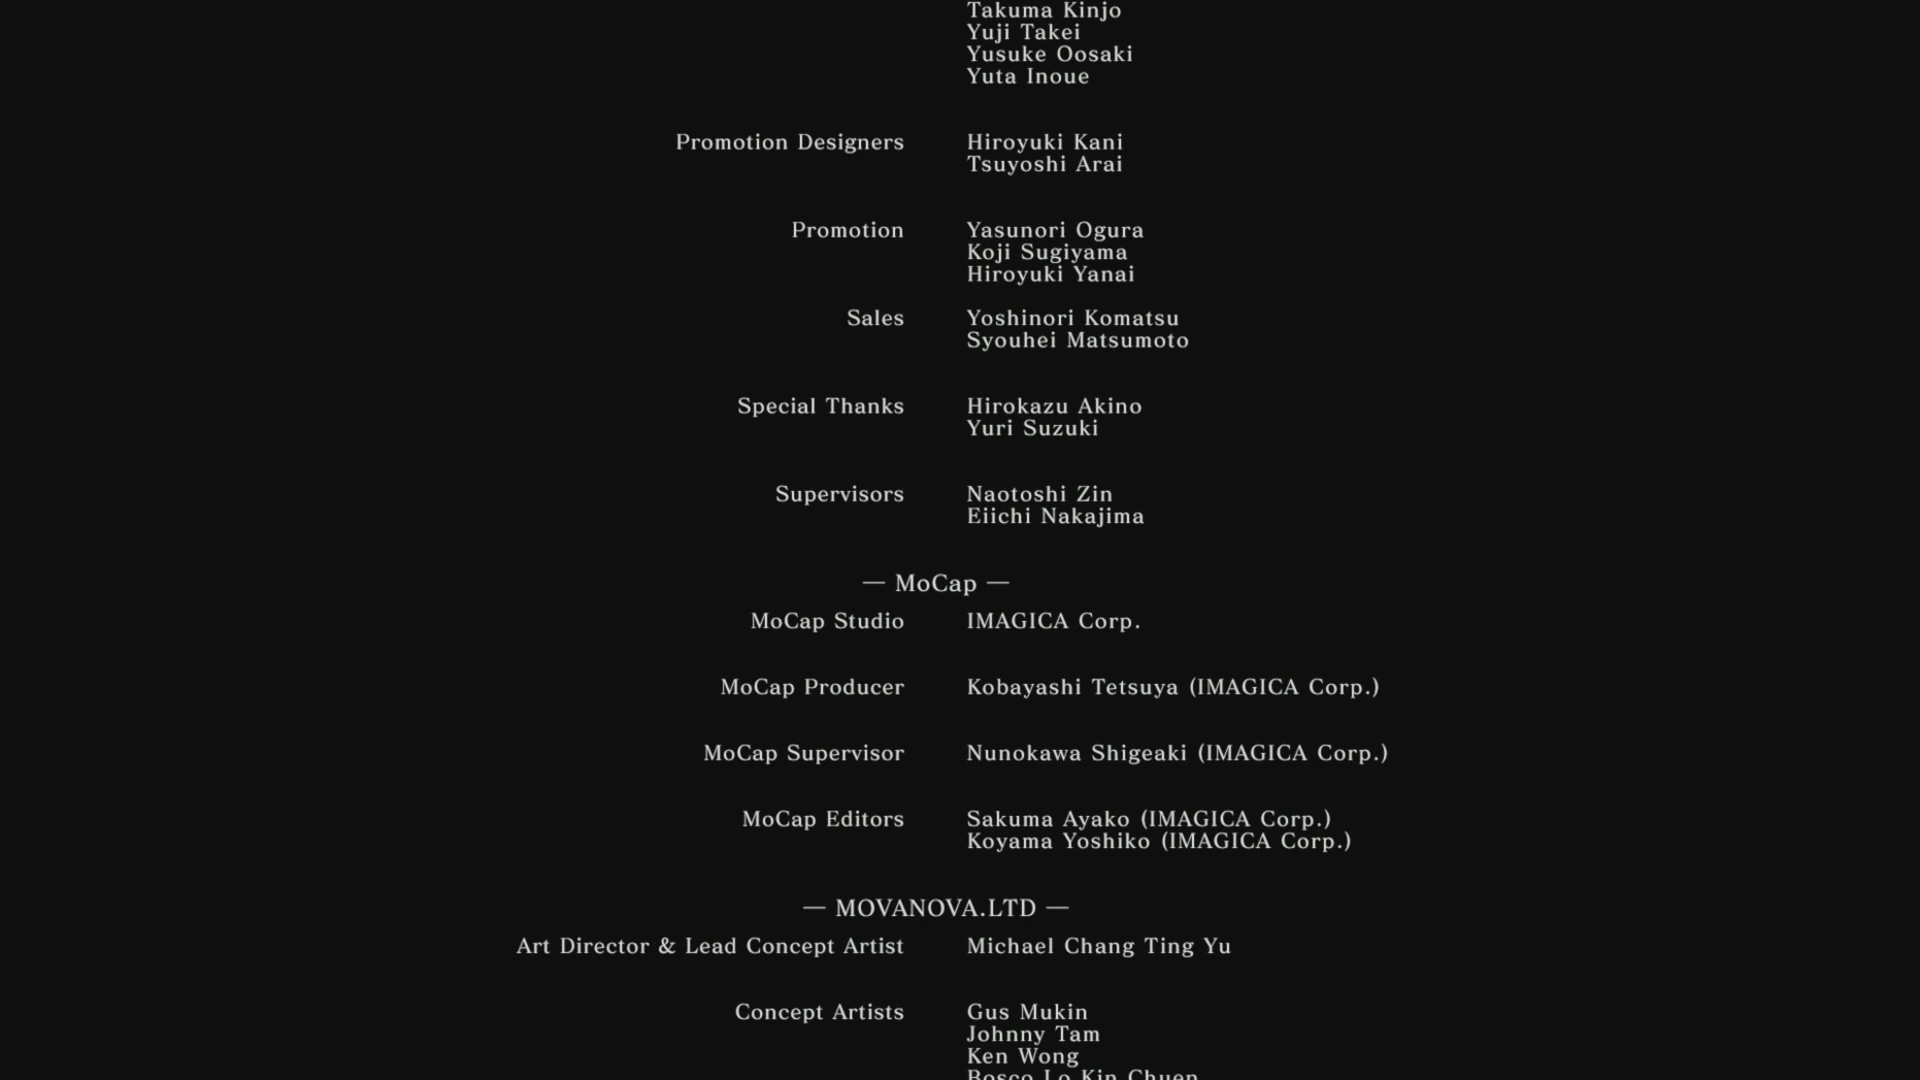 Takuma Kinjo
Yuji Takei
Yusuke Oosaki
Yuta Inoue
Promotion Designers Hiroyuki Kani
Tsuyoshi Arai
Promotion Yasunori Ogura
Koji Sugiyama
Hiroyuki Yanai
Sales Yoshinori Komatsu
Syouhei Matsumoto
Special Thanks Hirokazu Akino
Yuri Suzuki
Supervisors Naotoshi Zin
Eiichi Nakajima
— MoCap —
MoCap Studio IMAGICA Corp.
MoCap Producer Kobayashi Tetsuya (IMAGICA Corp.)
MoCap Supervisor Nunokawa Shigeaki (IMAGICA Corp.)
MoCap Editors Sakuma Ayako (IMAGICA Corp.)
Koyama Yoshiko (IMAGICA Corp.)
— MOVANOVA.LTD —
Art Director & Lead Concept Artist Michael Chang Ting Yu
Concept Artists Gus Mukin
Johnny Tam
Ken Wong
Bosco Lo Kin Chuen